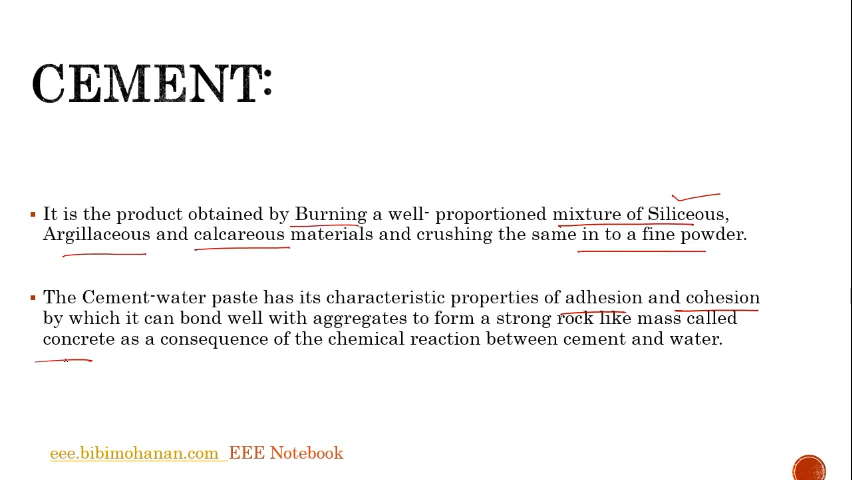 CEMENT:
▪ It is the product obtained by Burning a well- proportioned mixture of Siliceous,
Argillaceous and calcareous materials and crushing the same in to a fine powder.
▪ The Cement-water paste has its characteristic properties of adhesion and cohesion
by which it can bond well with aggregates to form a strong rock like mass called
concrete as a consequence of the chemical reaction between cement and water.
eee.bibimohanan.com EEE Notebook